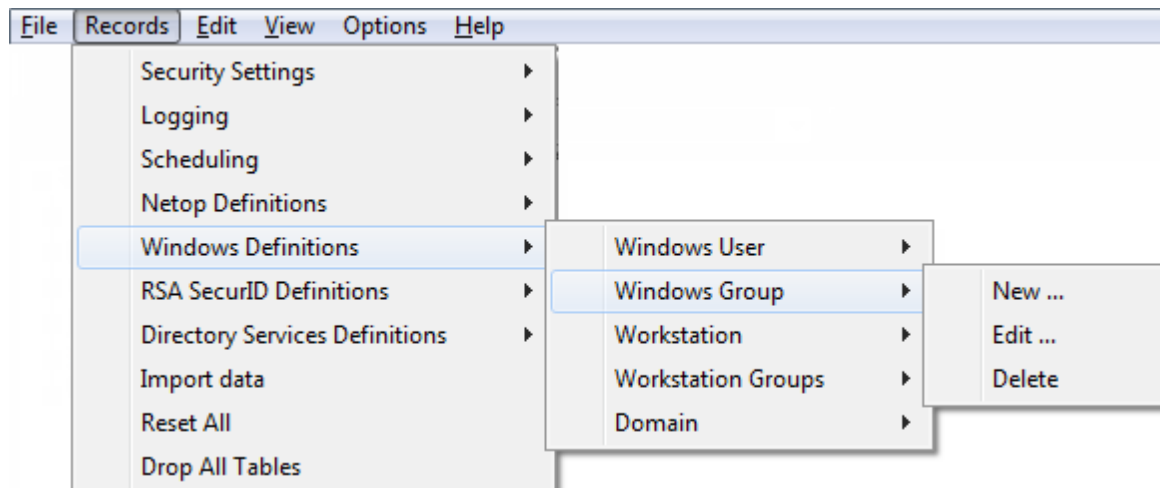 File Records Edit View Options Help
Security Settings
Logging
Scheduling
Netop Definitions
Windows Definitions
RSA SecurID Definitions
Directory Services Definitions
Import data
Reset All
Drop All Tables
Windows User
Windows Group
Workstation
Workstation Groups
Domain
New ...
Edit ...
Delete